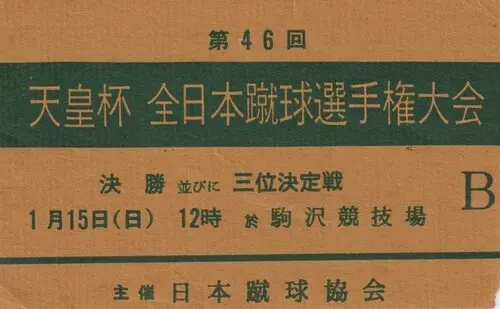 第46回
天皇杯 全日本蹴球選手権大会
決勝 並びに 三位決定戦
B
1月15日(日) 12時 於 駒沢競技場
主催 日本蹴球協会